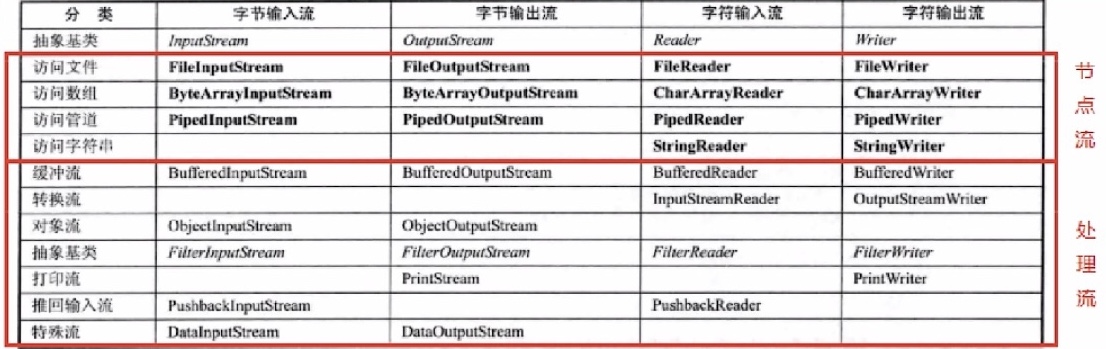 分 类 字节输入流 字节输出流 字符输入流 字符输出流
抽象基类 InputStream OutputStream Reader Writer
访问文件 FileInputStream FileOutputStream FileReader FileWriter
访问数组 ByteArrayInputStream ByteArrayOutputStream CharArrayReader CharArrayWriter
访问管道 PipedInputStream PipedOutputStream PipedReader PipedWriter
访问字符串 StringReader StringWriter
节点流
缓冲流 BufferedInputStream BufferedOutputStream BufferedReader BufferedWriter
转换流 InputStreamReader OutputStreamWriter
对象流 ObjectInputStream ObjectOutputStream
抽象基类 FilterInputStream FilterOutputStream FilterReader FilterWriter
打印流 PrintStream PrintWriter
推回输入流 PushbackInputStream PushbackReader
特殊流 DataInputStream DataOutputStream
处理流